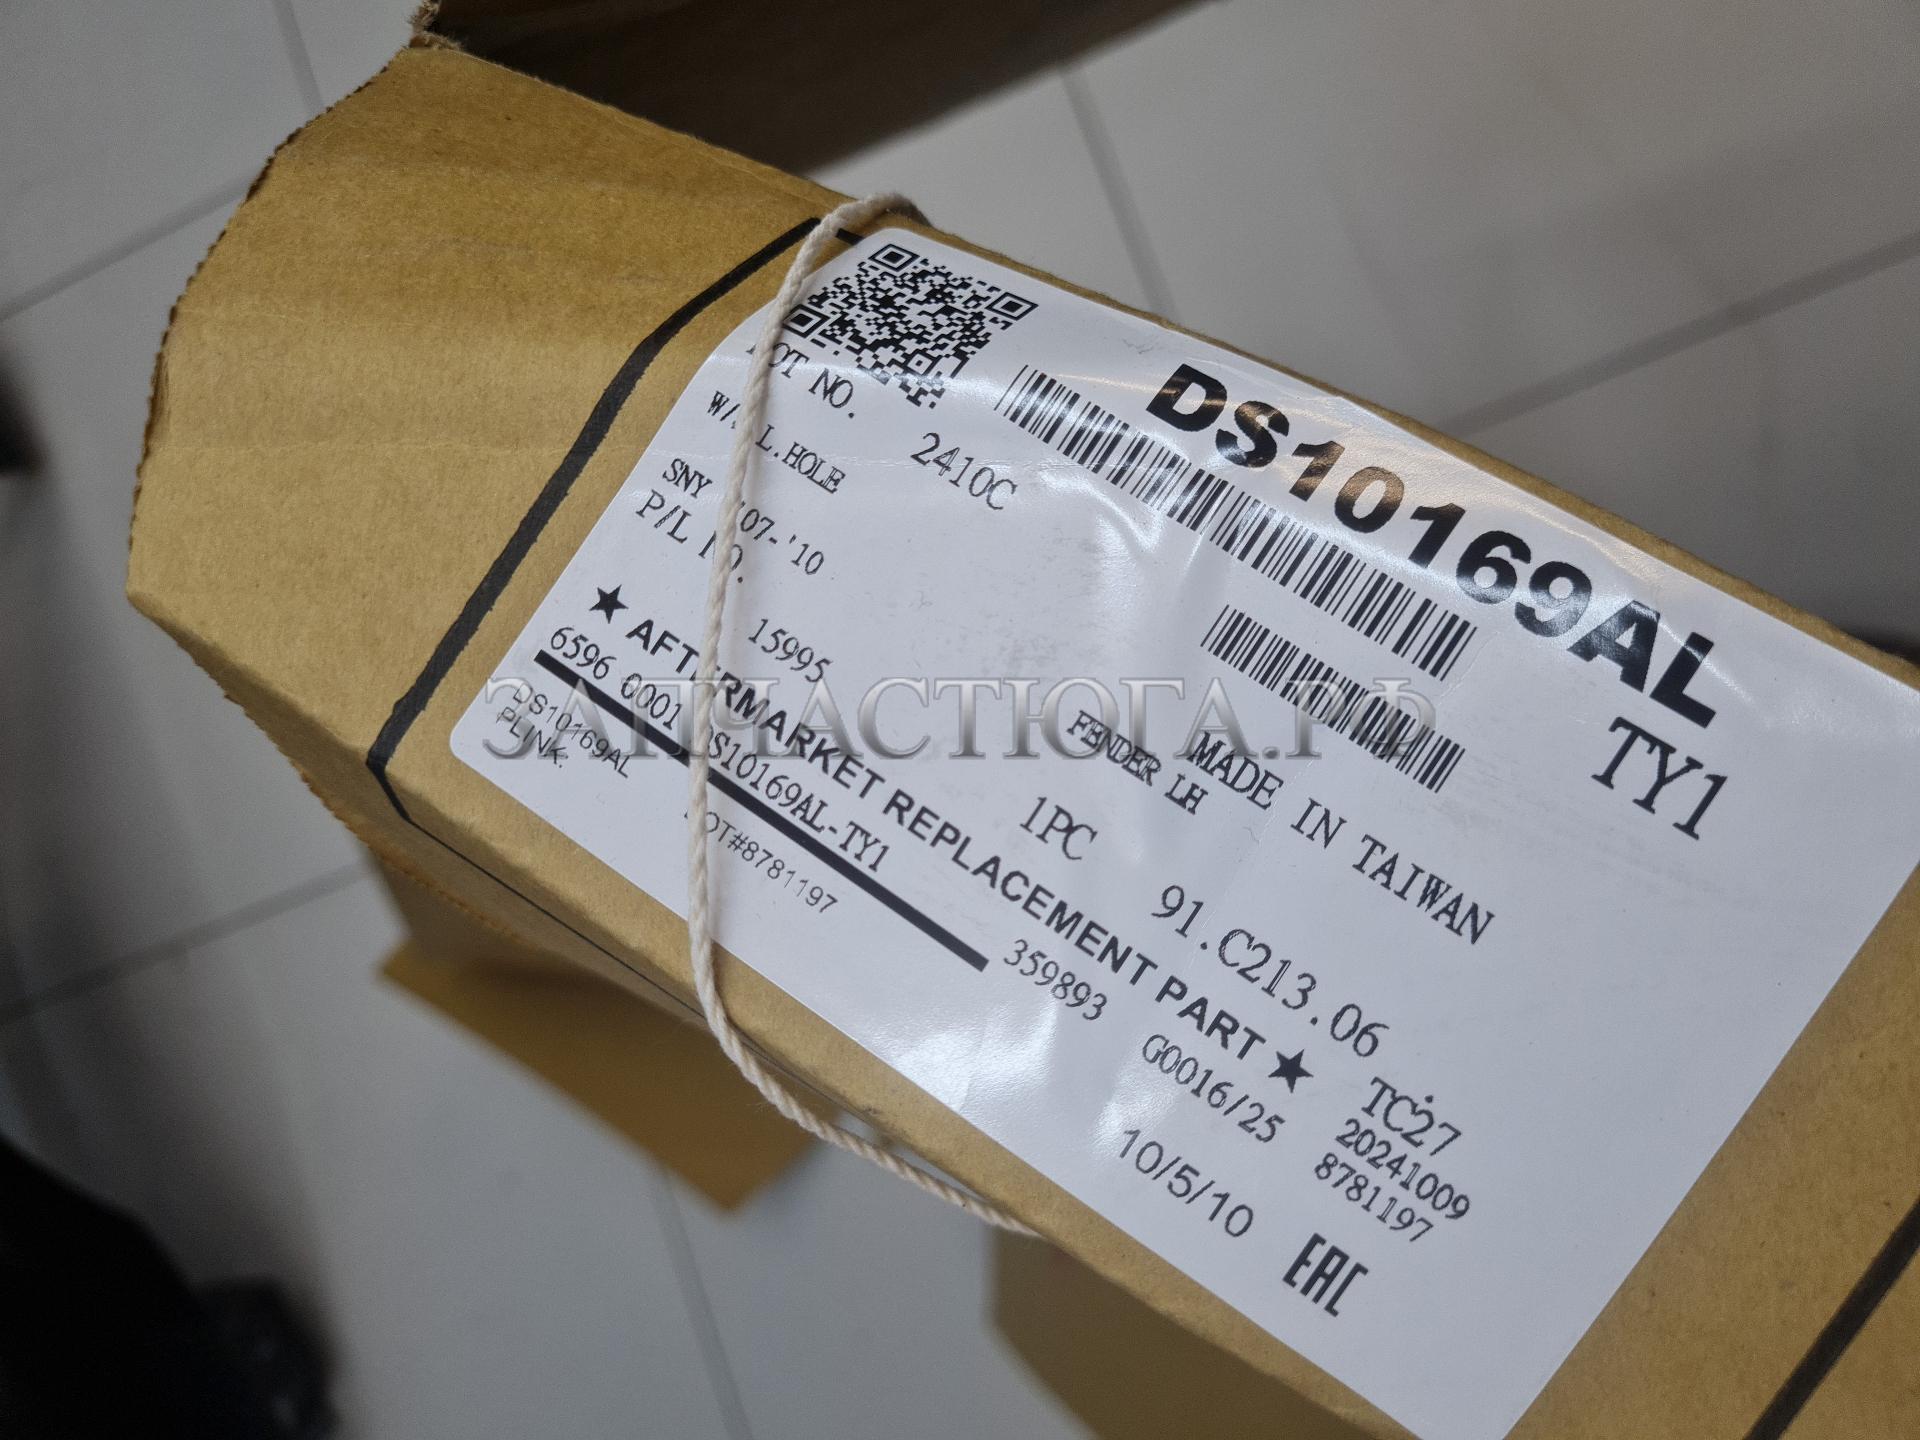 DS10169AL
TY1
OT NO.
2410C
W/ L.HOLE
SNY '07-'10
P/L NO.
15995
FENDER LH
MADE IN TAIWAN
1PC
91.C213.06
★ AFTERMARKET REPLACEMENT PART ★
TC27
6596 0001 DS10169AL-TY1
359893
G0016/25
20241009
8781197
DS10169AL
PLINK.
LOT#8781197
10/5/10
EAC
ЗАПЧАСТЮГА.РФ